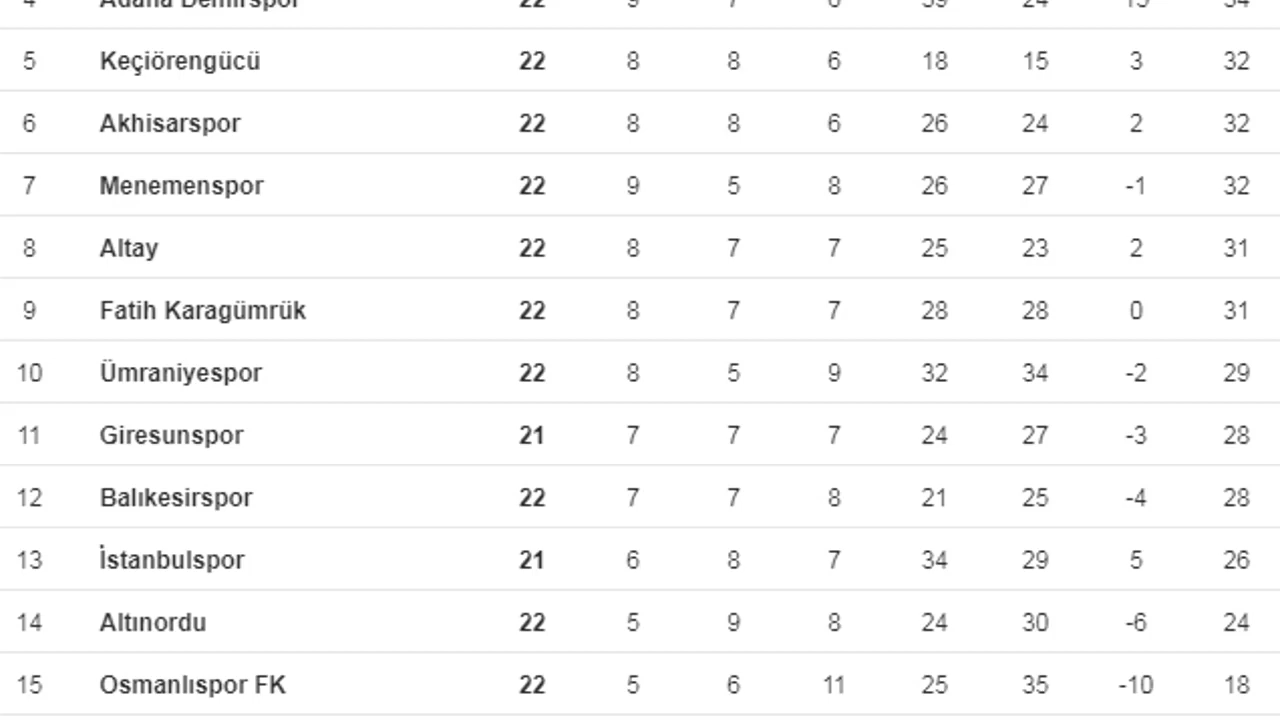 4 Adana Demirspor 22 9 7 6 39 24 15 34
5 Keçiörengücü 22 8 8 6 18 15 3 32
6 Akhisarspor 22 8 8 6 26 24 2 32
7 Menemenspor 22 9 5 8 26 27 -1 32
8 Altay 22 8 7 7 25 23 2 31
9 Fatih Karagümrük 22 8 7 7 28 28 0 31
10 Ümraniyespor 22 8 5 9 32 34 -2 29
11 Giresunspor 21 7 7 7 24 27 -3 28
12 Balıkesirspor 22 7 7 8 21 25 -4 28
13 İstanbulspor 21 6 8 7 34 29 5 26
14 Altınordu 22 5 9 8 24 30 -6 24
15 Osmanlıspor FK 22 5 6 11 25 35 -10 18